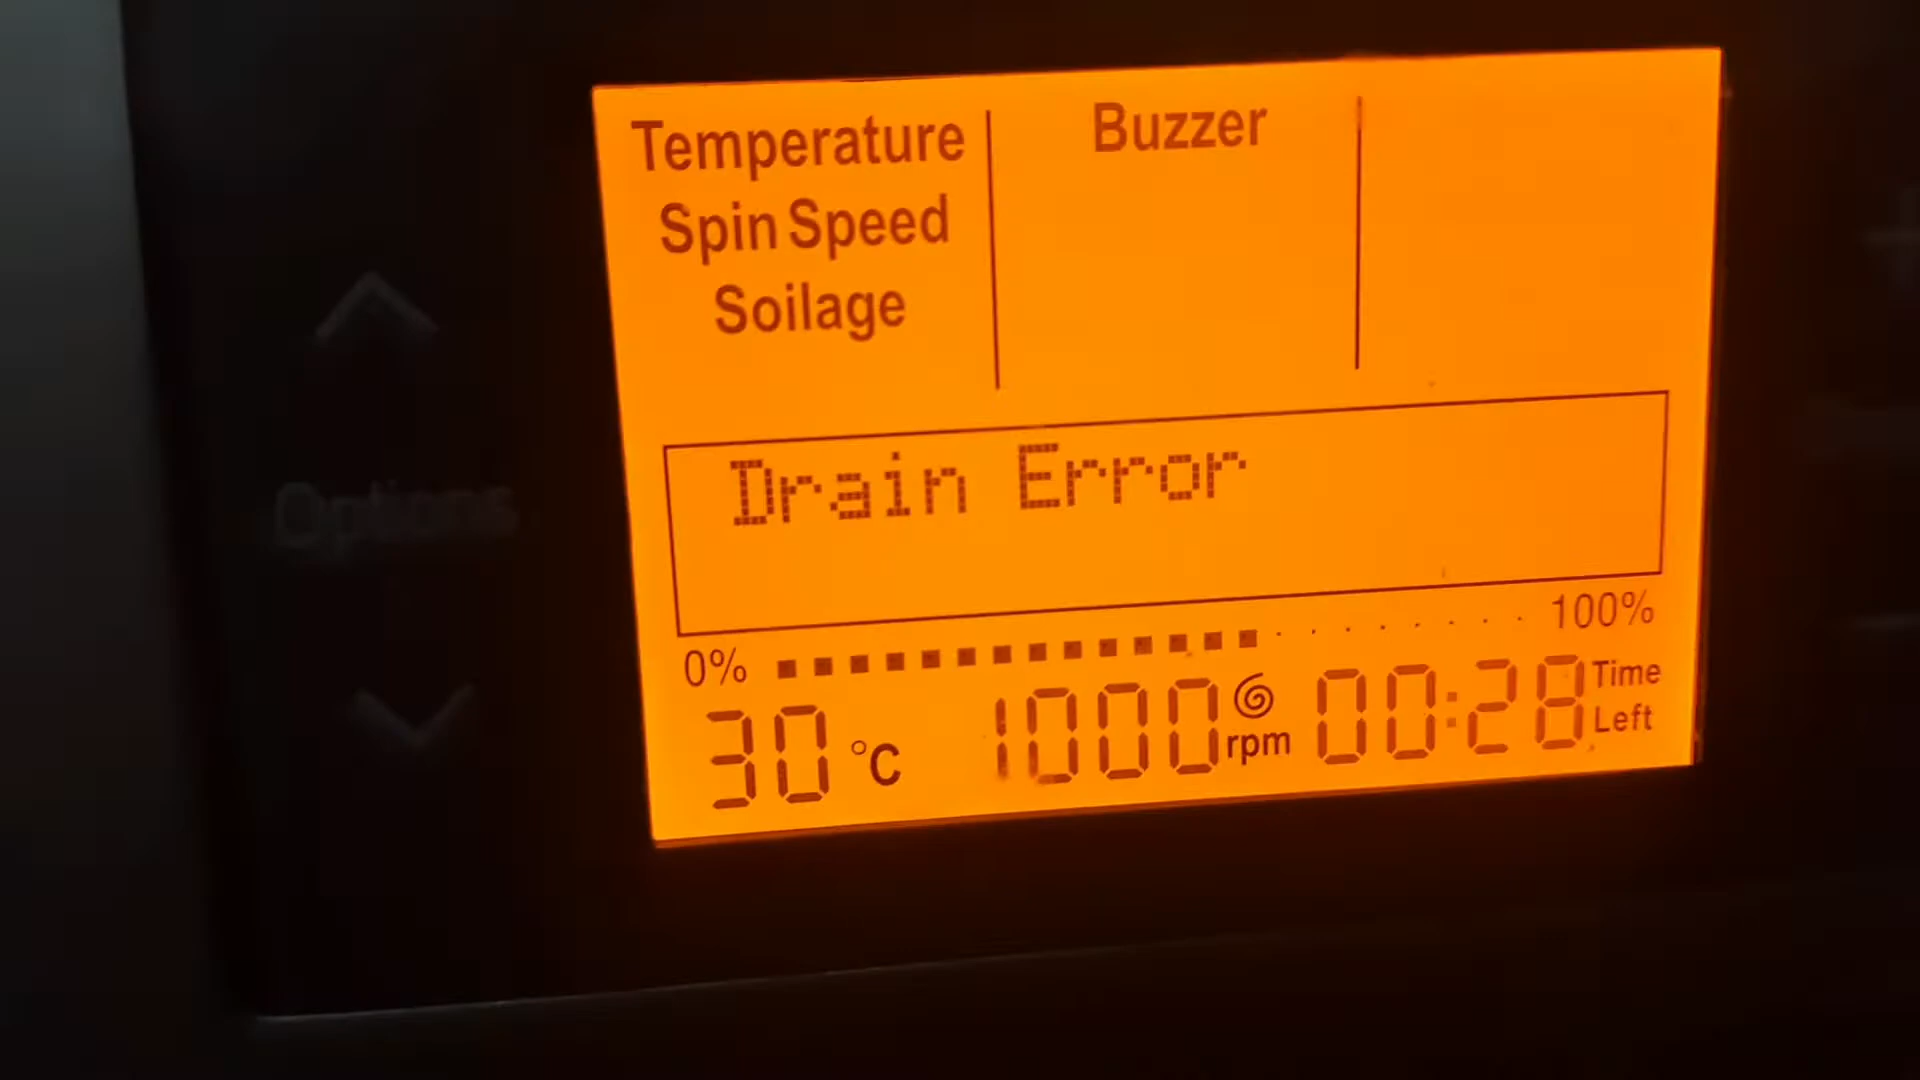 Temperature
Spin Speed
Soilage
Buzzer
Options
Drain Error
0% 100%
30 °C 1000 rpm 00:28 Time Left